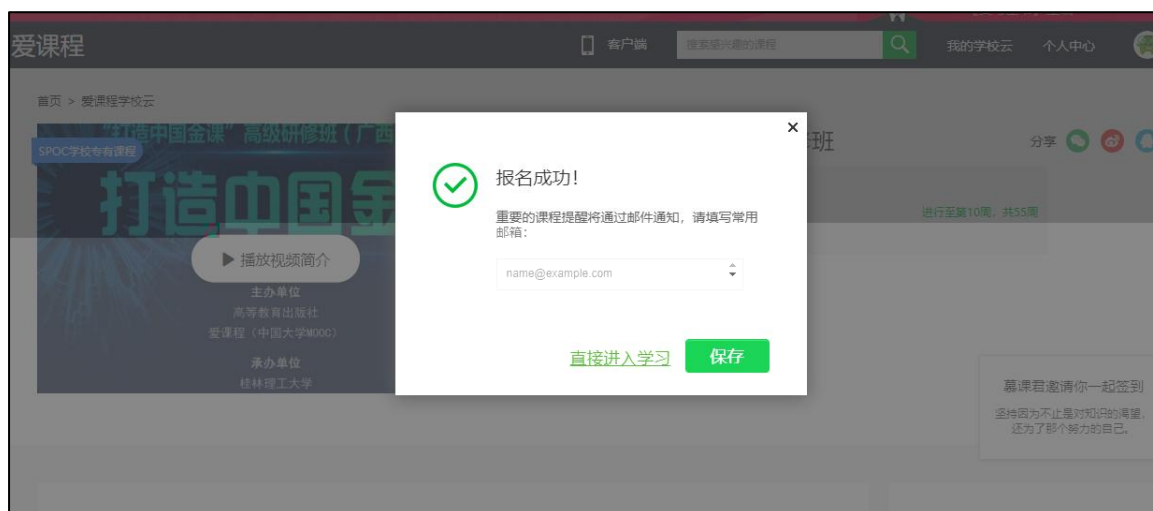 爱课程
客户端
搜索感兴趣的课程
我的学校云
个人中心
首页 > 爱课程学校云
"打造中国金课"高级研修班(广西
SPOC学校专有课程
打造中国金
播放视频简介
主办单位
高等教育出版社
爱课程(中国大学MOOC)
承办单位
桂林理工大学
修班
分享
进行至第10周,共55周
×
报名成功!
重要的课程提醒将通过邮件通知,请填写常用
邮箱:
name@example.com
直接进入学习
保存
慕课君邀请你一起签到
坚持因为不止是对知识的渴望,
还为了那个努力的自己。